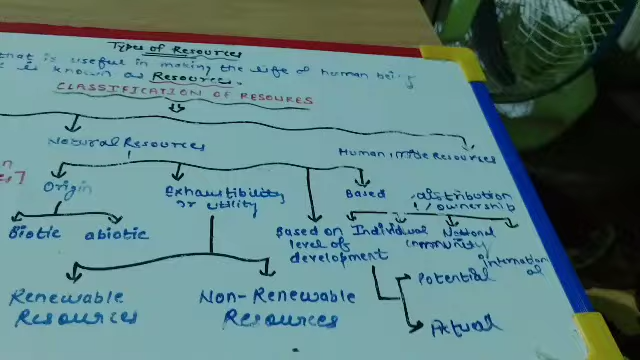 Types of Resources
that is useful in making the life of human being
is known as Resource.
CLASSIFICATION OF RESOURES
Natural Resources
Human made Resources
Origin
Exhaustibility
or utility
Based distribution
/ ownership
Biotic abiotic
Based on
level of
development
Individual
community
National
international
Renewable
Resources
Non-Renewable
Resources
Potential
Actual